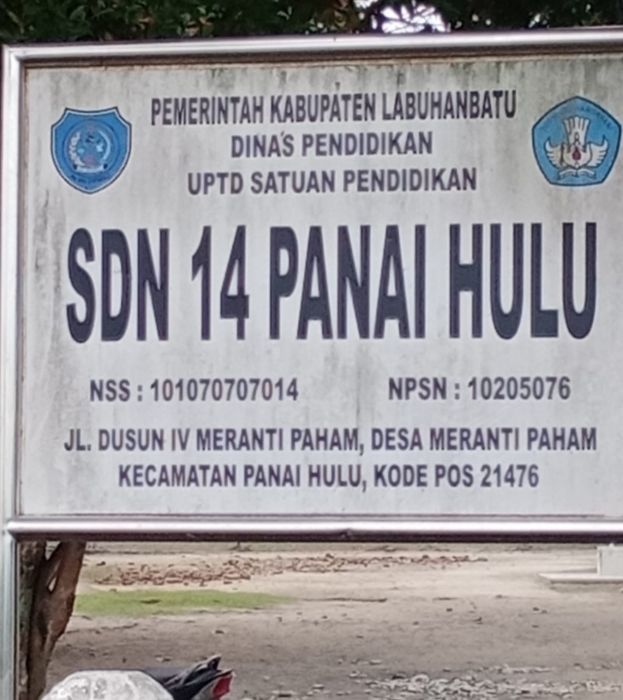 PEMERINTAH KABUPATEN LABUHANBATU
DINAS PENDIDIKAN
UPTD SATUAN PENDIDIKAN
SDN 14 PANAI HULU
NSS : 101070707014 NPSN : 10205076
JL. DUSUN IV MERANTI PAHAM, DESA MERANTI PAHAM
KECAMATAN PANAI HULU, KODE POS 21476